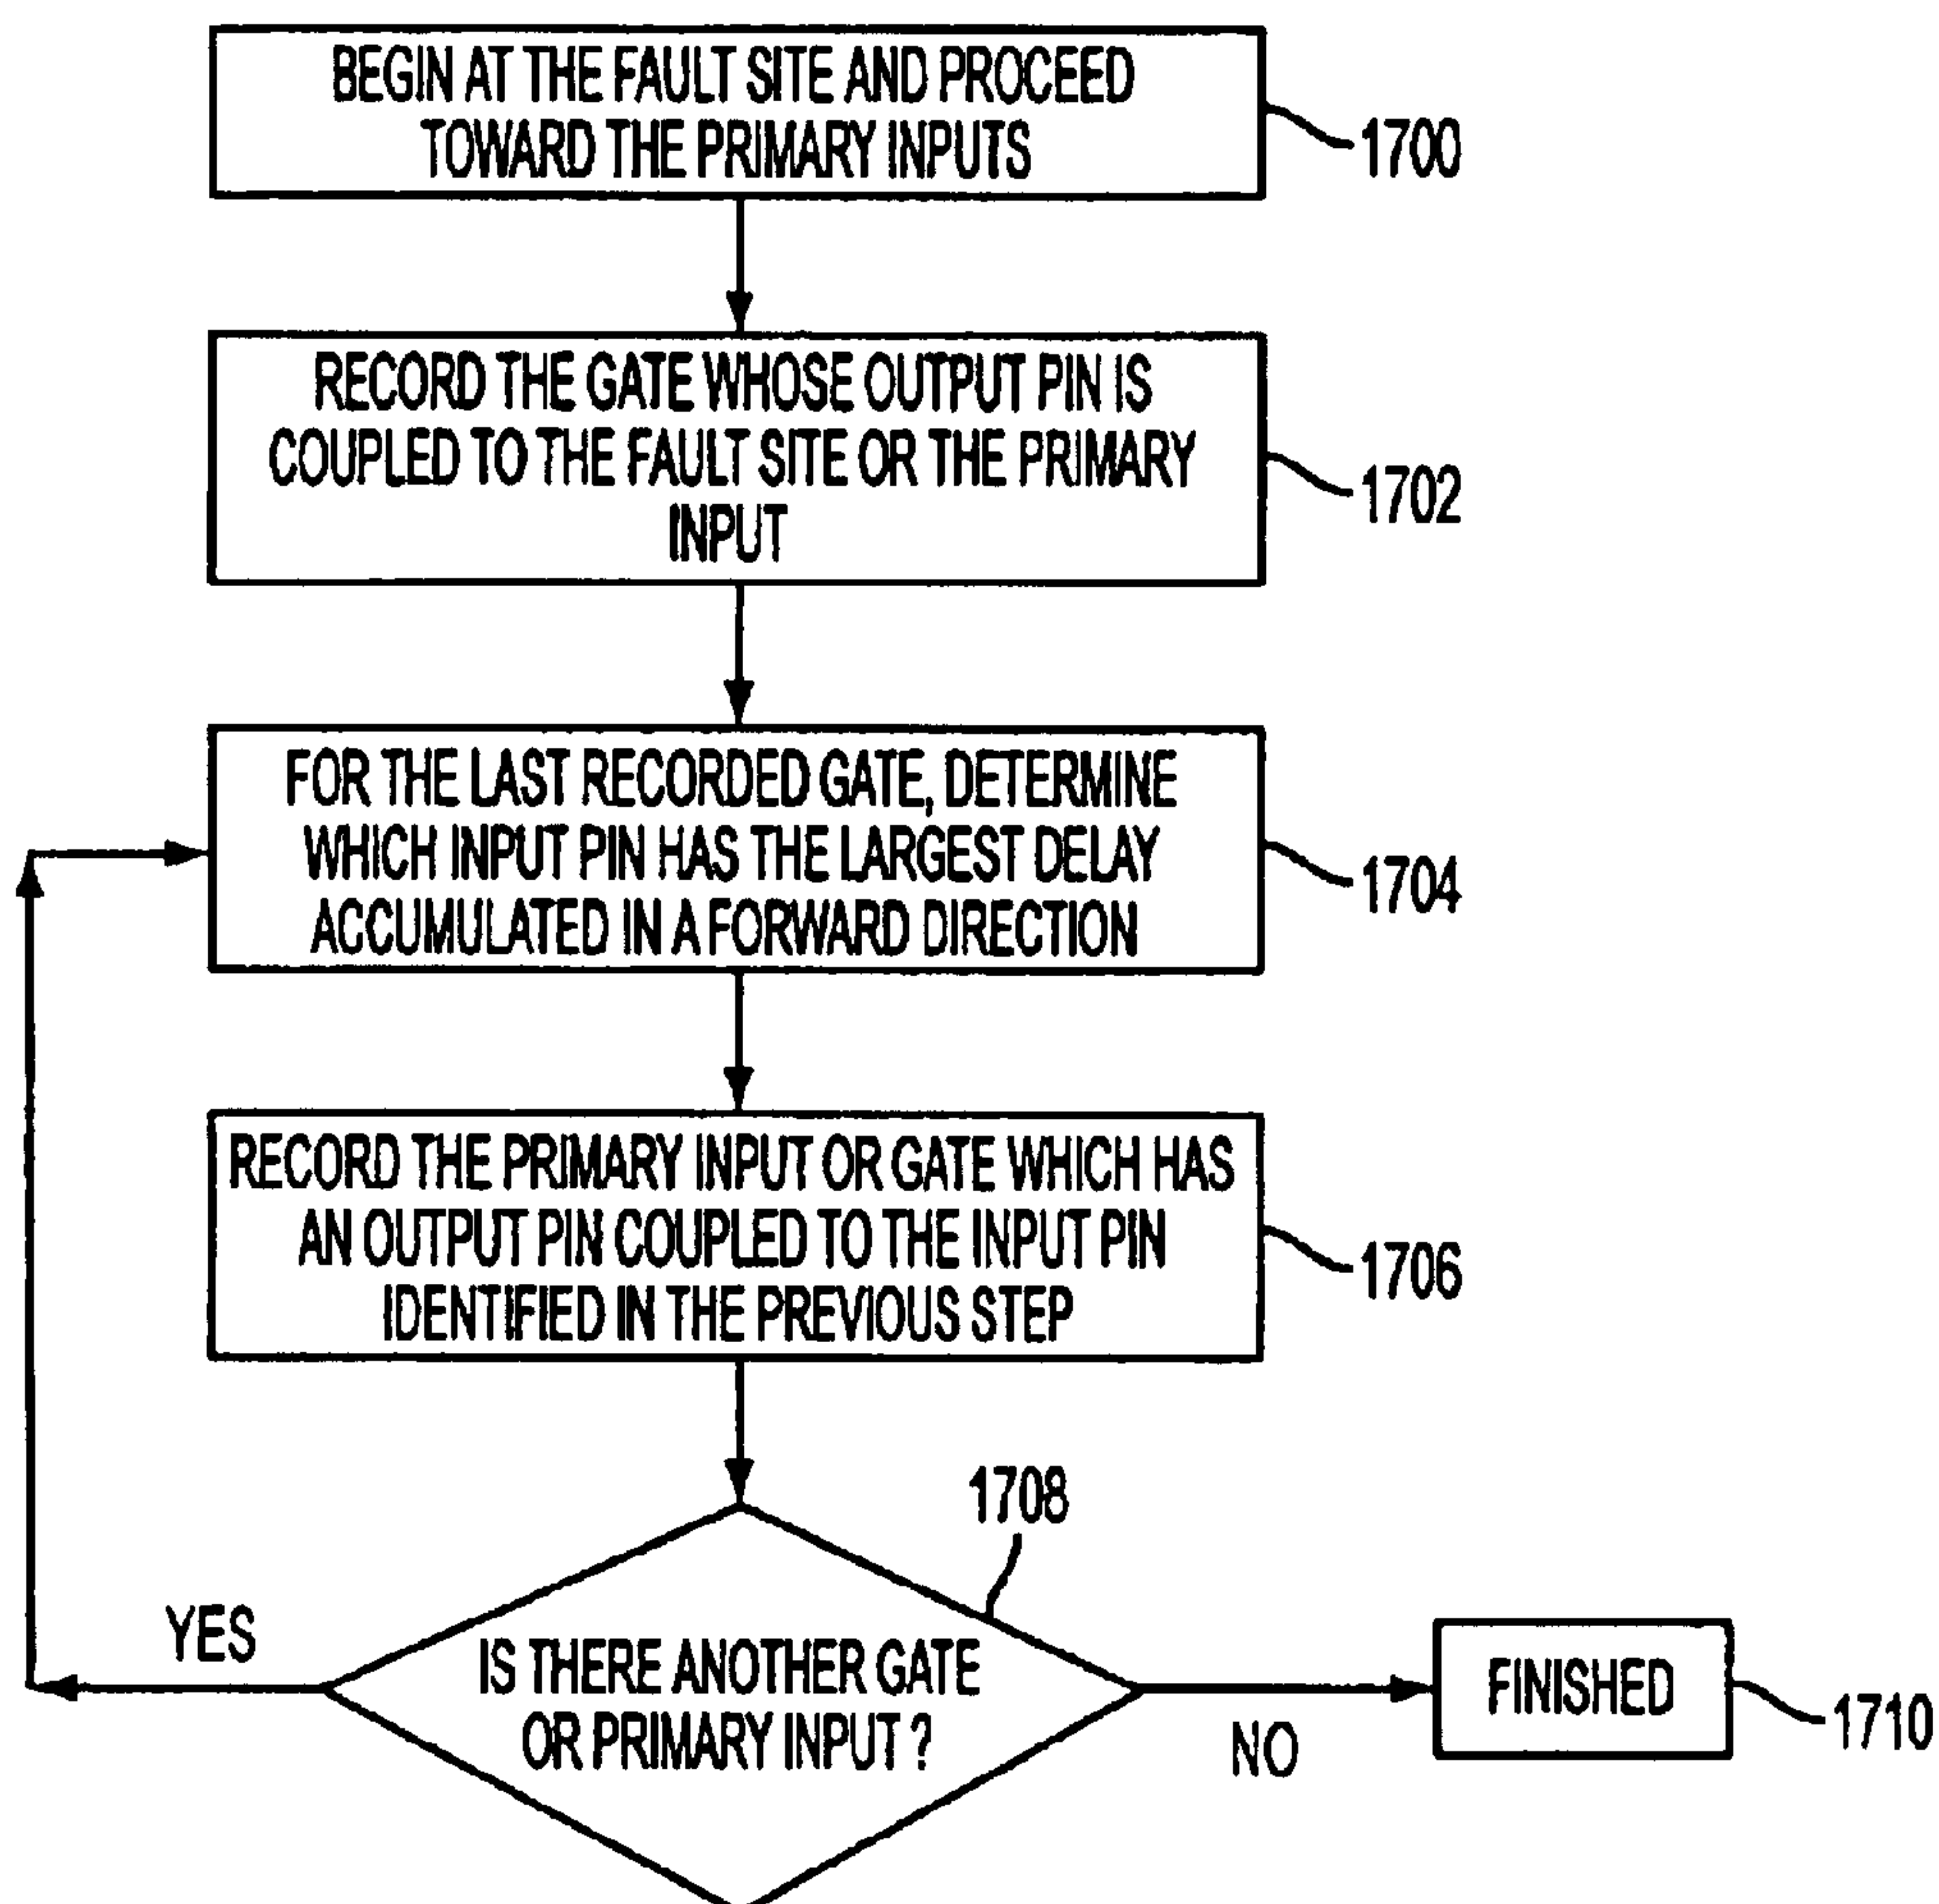 BEGIN AT THE FAULT SITE AND PROCEED
TOWARD THE PRIMARY INPUTS
1700
RECORD THE GATE WHOSE OUTPUT PIN IS
COUPLED TO THE FAULT SITE OR THE PRIMARY
INPUT
1702
FOR THE LAST RECORDED GATE, DETERMINE
WHICH INPUT PIN HAS THE LARGEST DELAY
ACCUMULATED IN A FORWARD DIRECTION
1704
RECORD THE PRIMARY INPUT OR GATE WHICH HAS
AN OUTPUT PIN COUPLED TO THE INPUT PIN
IDENTIFIED IN THE PREVIOUS STEP
1706
1708
YES
IS THERE ANOTHER GATE
OR PRIMARY INPUT ?
NO
FINISHED
1710